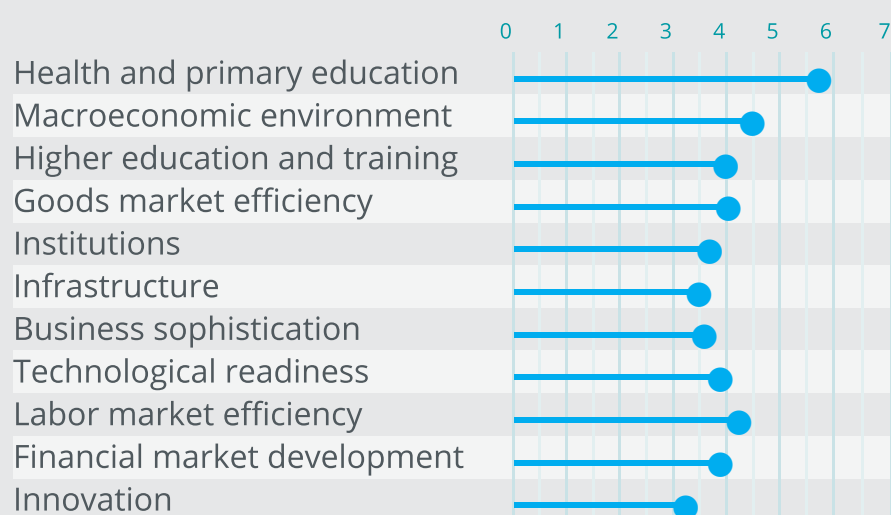 0 1 2 3 4 5 6 7
Health and primary education
Macroeconomic environment
Higher education and training
Goods market efficiency
Institutions
Infrastructure
Business sophistication
Technological readiness
Labor market efficiency
Financial market development
Innovation